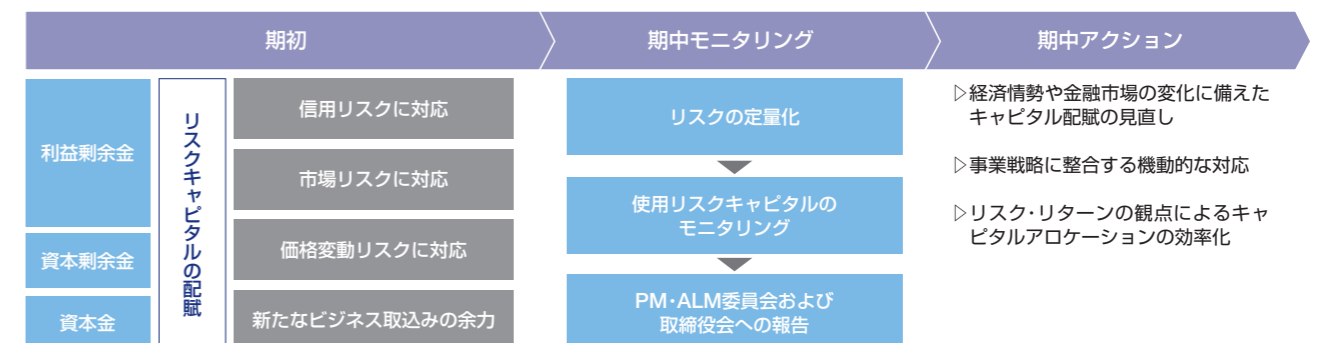 期初
期中モニタリング
期中アクション
利益剰余金
資本剰余金
資本金
リスクキャピタルの配賦
信用リスクに対応
市場リスクに対応
価格変動リスクに対応
新たなビジネス取込みの余力
リスクの定量化
使用リスクキャピタルの
モニタリング
PM・ALM委員会および
取締役会への報告
▷経済情勢や金融市場の変化に備えた
キャピタル配賦の見直し
▷事業戦略に整合する機動的な対応
▷リスク・リターンの観点によるキャ
ピタルアロケーションの効率化